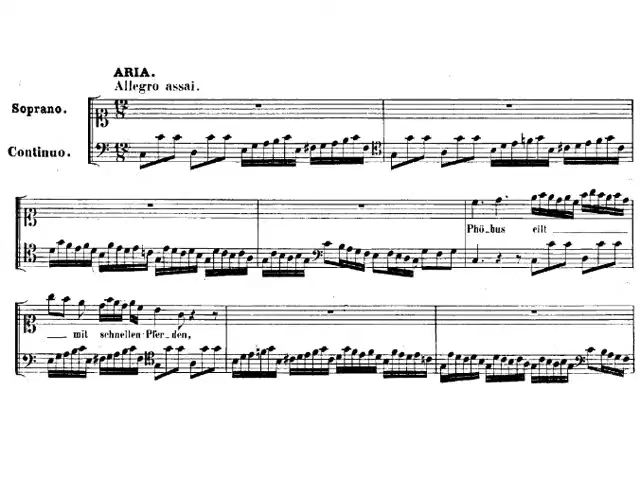 ARIA.
Allegro assai.
Soprano.
Continuo.
Phö_bus eilt
mit schnellen Pfer_den,